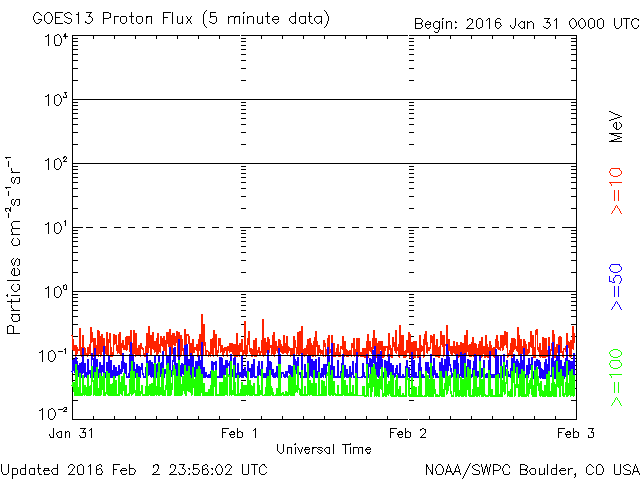 GOES13 Proton Flux (5 minute data)
Begin: 2016 Jan 31 0000 UTC
10⁴
10³
10²
10¹
10⁰
10⁻¹
10⁻²
Particles cm⁻²s⁻¹sr⁻¹
MeV
>=10
>=50
>=100
Jan 31
Feb 1
Feb 2
Feb 3
Universal Time
Updated 2016 Feb 2 23:56:02 UTC
NOAA/SWPC Boulder, CO USA